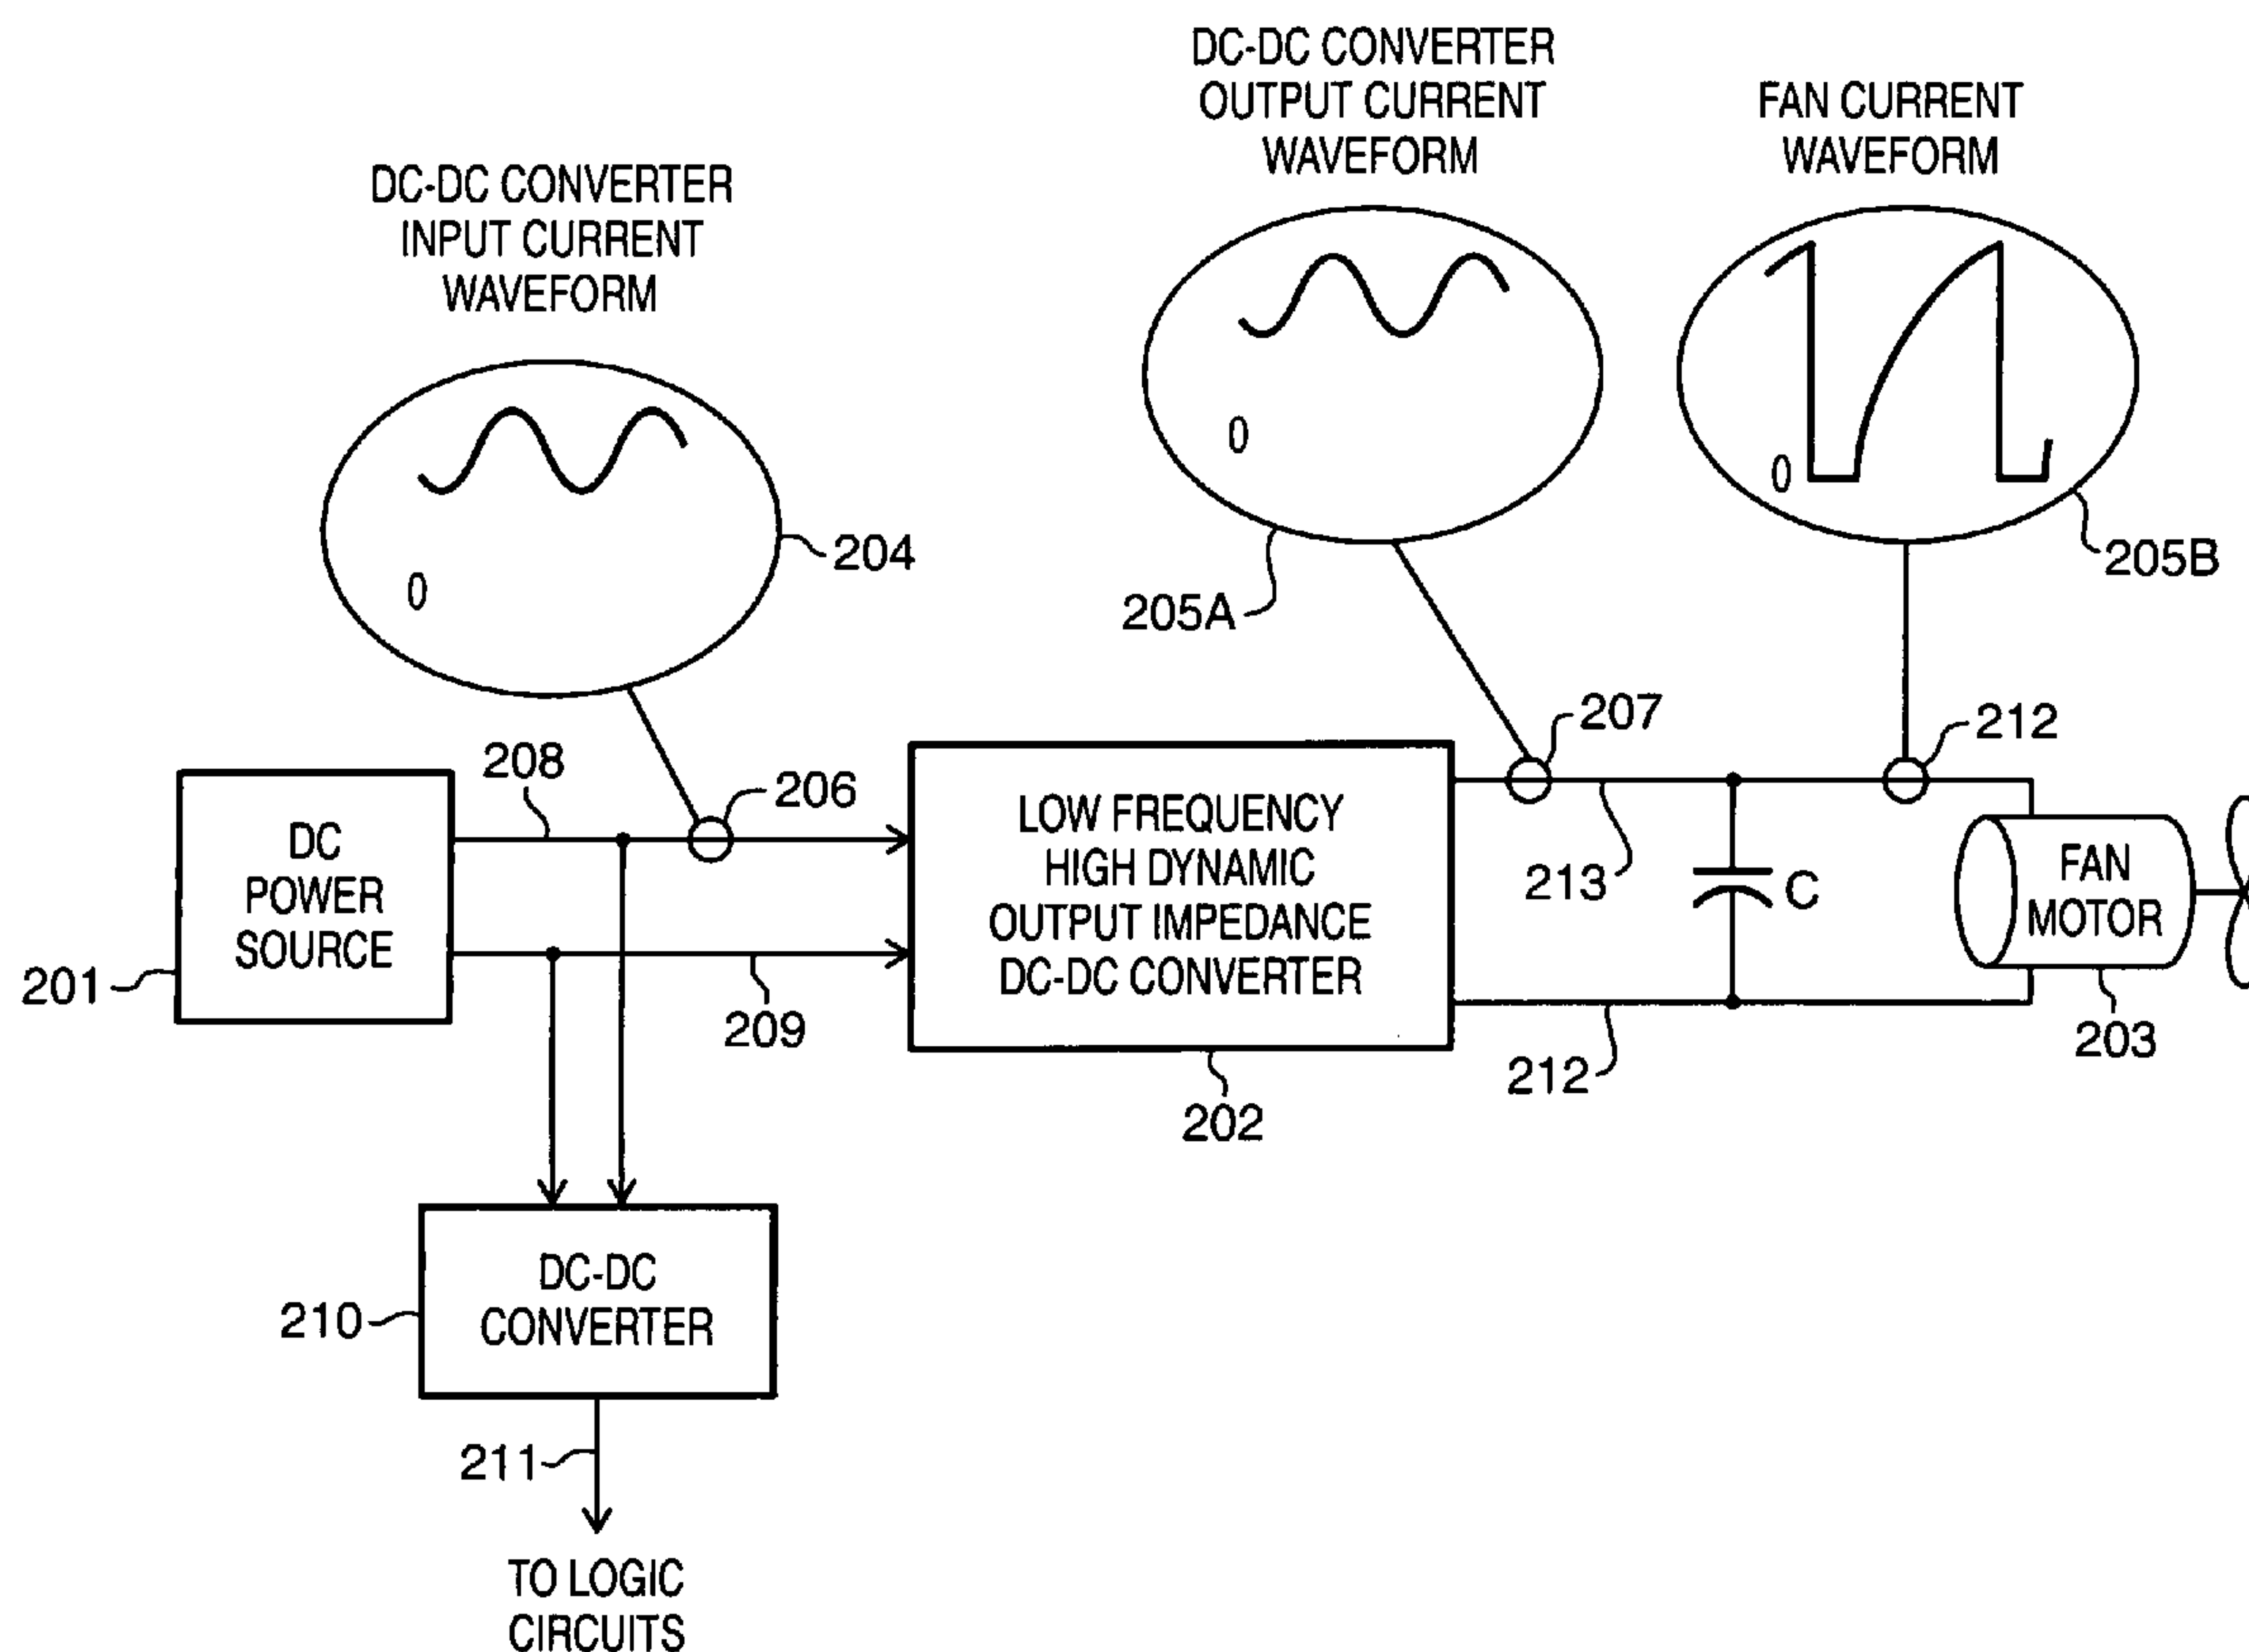 DC-DC CONVERTER
OUTPUT CURRENT
WAVEFORM
FAN CURRENT
WAVEFORM
DC-DC CONVERTER
INPUT CURRENT
WAVEFORM
0
204
0
205A
0
205B
207
212
208
206
DC
POWER
SOURCE
201
209
LOW FREQUENCY
HIGH DYNAMIC
OUTPUT IMPEDANCE
DC-DC CONVERTER
202
213
C
FAN
MOTOR
203
212
DC-DC
CONVERTER
210
211
TO LOGIC
CIRCUITS